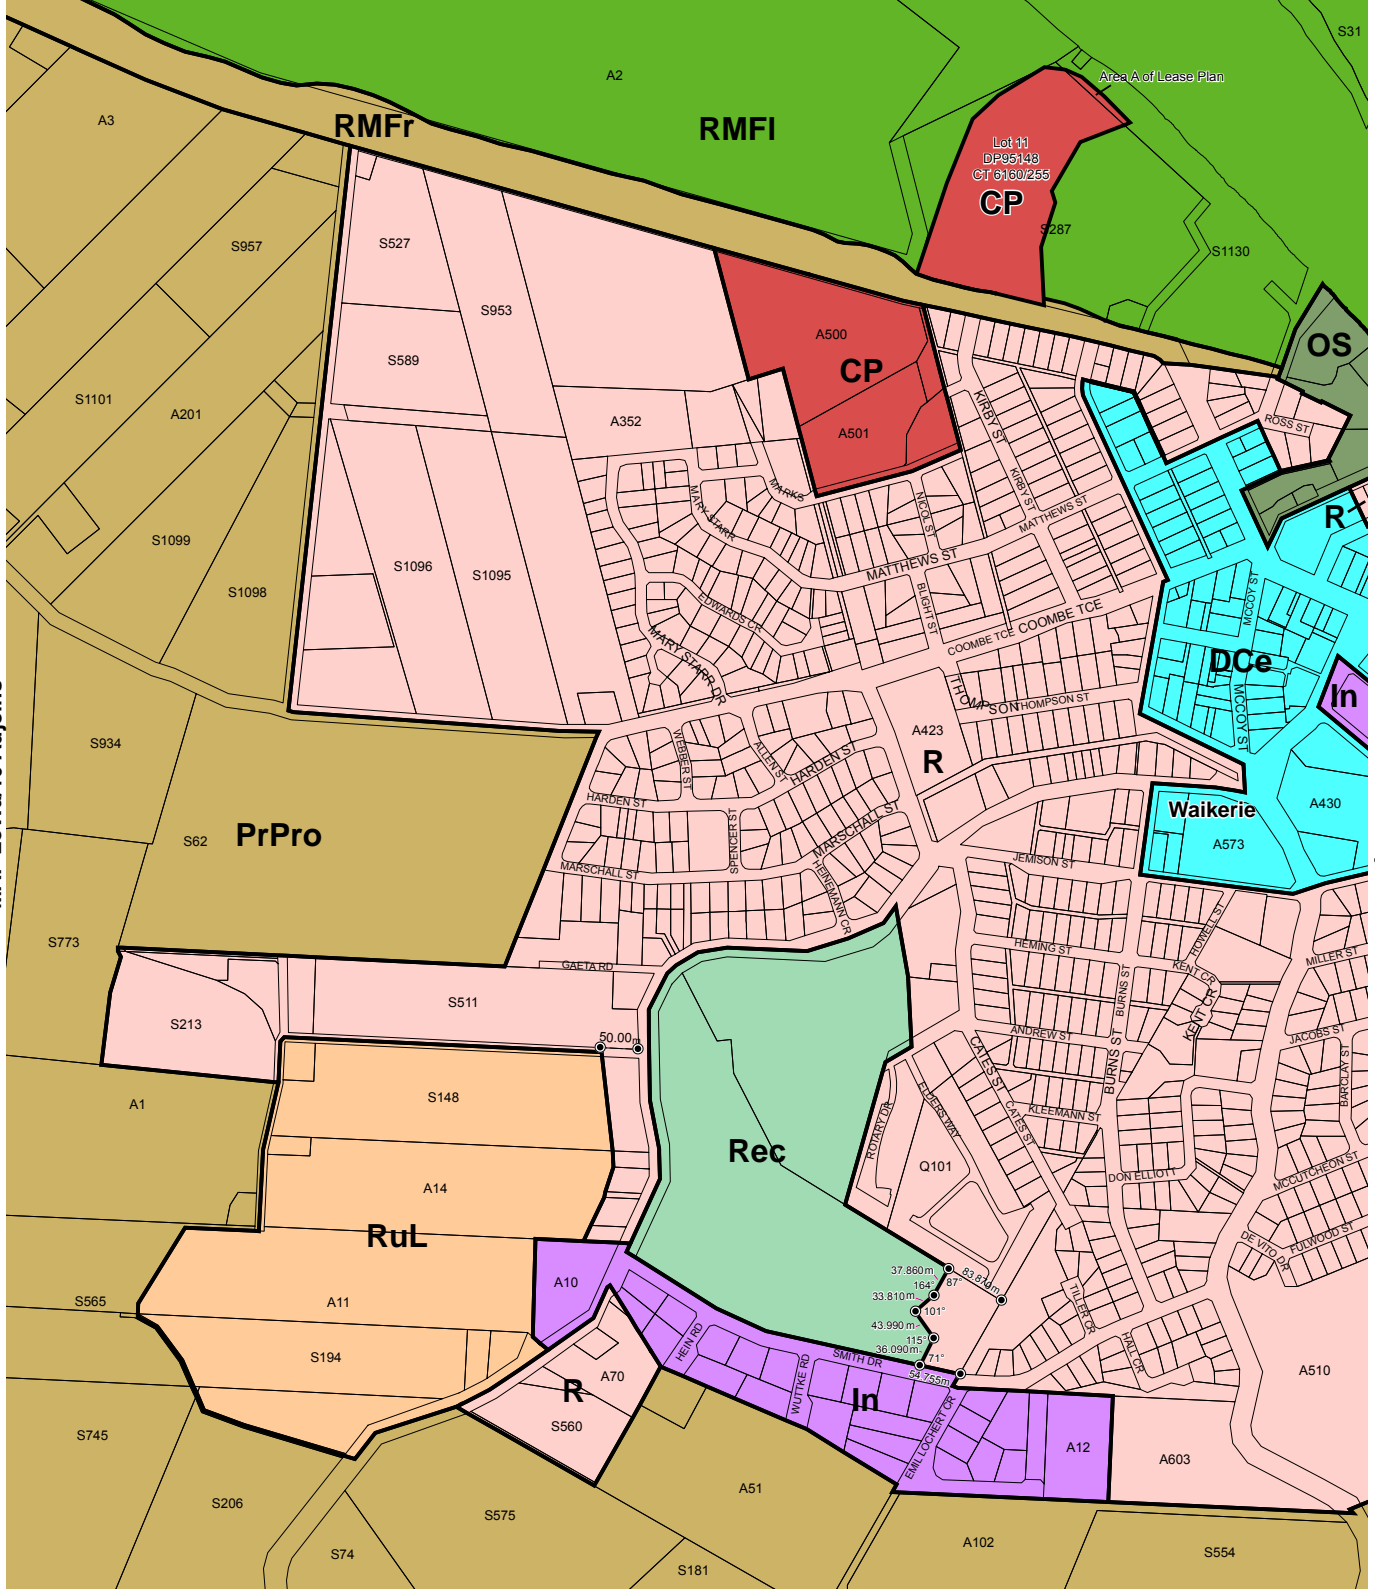 S31
A2
Area A of Lease Plan
A3
RMFr
RMFl
Lot 11
DP95148
CT 6160/255
CP
S287
S1130
S957
S527
S953
A500
OS
CP
S589
S1101
A201
A352
A501
KIRBY ST
ROSS ST
MARKS
KIRBY ST
NICOL ST
MARY STARR
MATTHEWS ST
R
S1099
MATTHEWS ST
S1096
S1095
S1098
BLIGHT ST
MCCOY ST
EDWARDS CR
COOMBE TCE
COOMBE TCE
MARY STARR DR
DCe
MCCOY ST
In
THOMPSON
THOMPSON ST
S934
A423
WEBBER ST
ALLEN ST
HARDEN ST
R
HARDEN ST
Waikerie
A430
PrPro
S62
SPENCER ST
MARSCHALL ST
A573
JEMISON ST
MARSCHALL ST
HEINEMANN CR
S773
HEMING ST
HOWELL ST
MILLER ST
GAETA RD
KENT CR
BURNS ST
S511
S213
KENT CR
ANDREW ST
JACOBS ST
50.00m
CATES ST
BURNS ST
BARCLAY ST
S148
A1
ELDERS WAY
ROTARY DR
CATES ST
KLEEMANN ST
Rec
Q101
DON ELLIOTT
MCCUTCHEON ST
A14
RuL
DE VITO DR
FULWOOD ST
37.860m
87°
83.870m
A10
164°
33.810m
101°
S565
A11
TILLER CR
43.990m
115°
HEIN RD
HALL CR
36.090m
71°
SMITH DR
S194
WUTTKE RD
54.755m
A510
A70
R
In
S560
EMIL LOCHERT CR
S745
A12
A603
A51
S206
S575
A102
S74
S554
S181